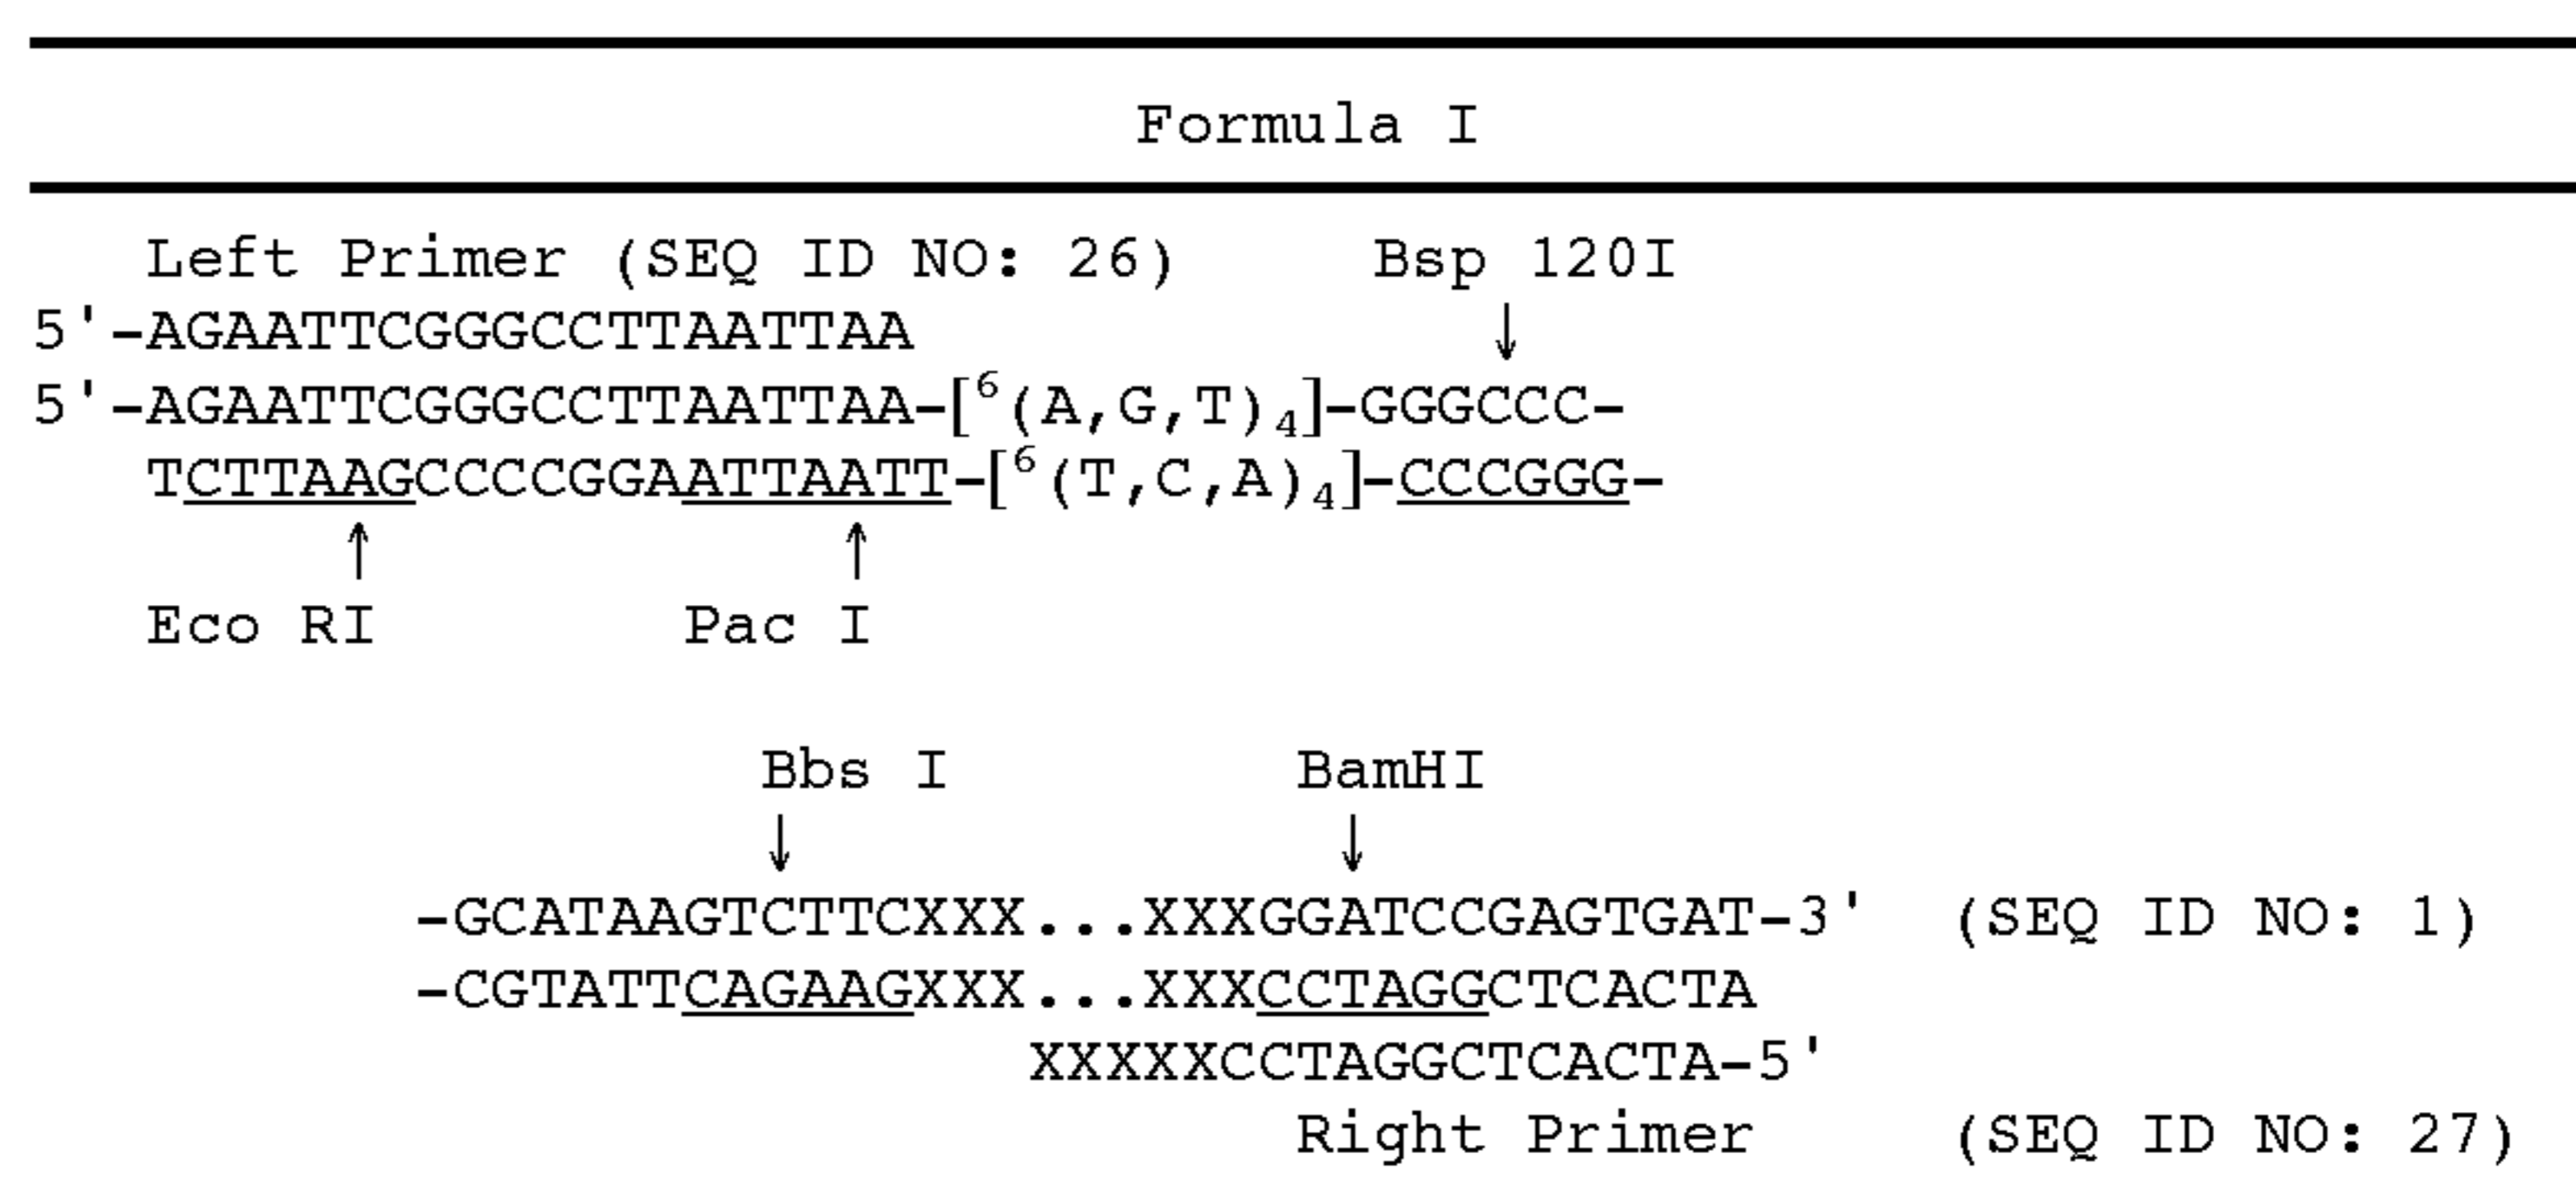 Formula I
Left Primer (SEQ ID NO: 26) Bsp 120I
↓
5'-AGAATTCGGGCCTTAATTAA
5'-AGAATTCGGGCCTTAATTAA-[⁶(A,G,T)₄]-GGGCCC-
TCTTAAGCCCCGGAATTAATT-[⁶(T,C,A)₄]-CCCGGG-
↑ ↑
Eco RI Pac I
Bbs I BamHI
↓ ↓
-GCATAAGTCTTCXXX...XXXGGATCCGAGTGAT-3' (SEQ ID NO: 1)
-CGTATTCAGAAGXXX...XXXCCTAGGCTCACTA
XXXXXCCTAGGCTCACTA-5'
Right Primer (SEQ ID NO: 27)